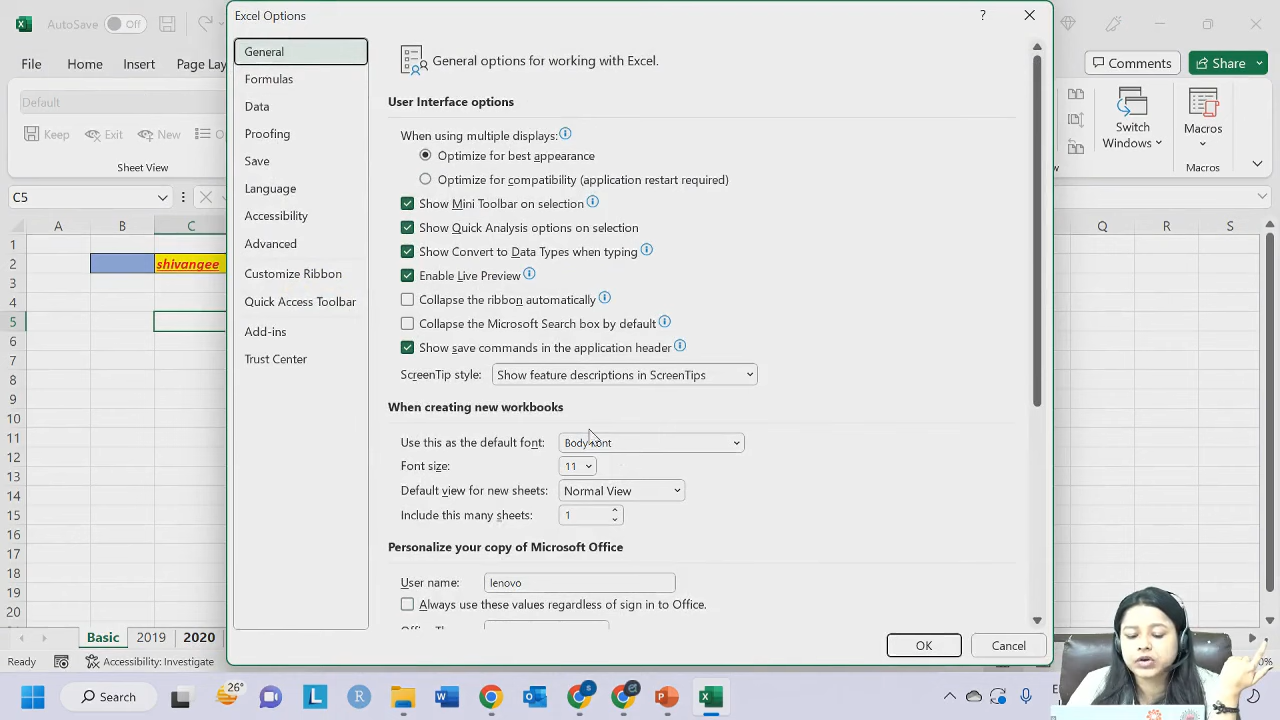 AutoSave Off
Excel Options ?
File Home Insert Page Lay
Comments Share
Default
Keep Exit New
Sheet View
Switch Windows
Macros
Macros
C5
A B C
Q R S
1
2 shivangee
3
4
5
6
7
8
9
10
11
12
13
14
15
16
17
18
19
20
General
Formulas
Data
Proofing
Save
Language
Accessibility
Advanced
Customize Ribbon
Quick Access Toolbar
Add-ins
Trust Center
General options for working with Excel.
User Interface options
When using multiple displays:
Optimize for best appearance
Optimize for compatibility (application restart required)
Show Mini Toolbar on selection
Show Quick Analysis options on selection
Show Convert to Data Types when typing
Enable Live Preview
Collapse the ribbon automatically
Collapse the Microsoft Search box by default
Show save commands in the application header
ScreenTip style: Show feature descriptions in ScreenTips
When creating new workbooks
Use this as the default font: Body Font
Font size: 11
Default view for new sheets: Normal View
Include this many sheets: 1
Personalize your copy of Microsoft Office
User name: lenovo
Always use these values regardless of sign in to Office.
OK Cancel
Basic 2019 2020
Ready Accessibility: Investigate
26° Search